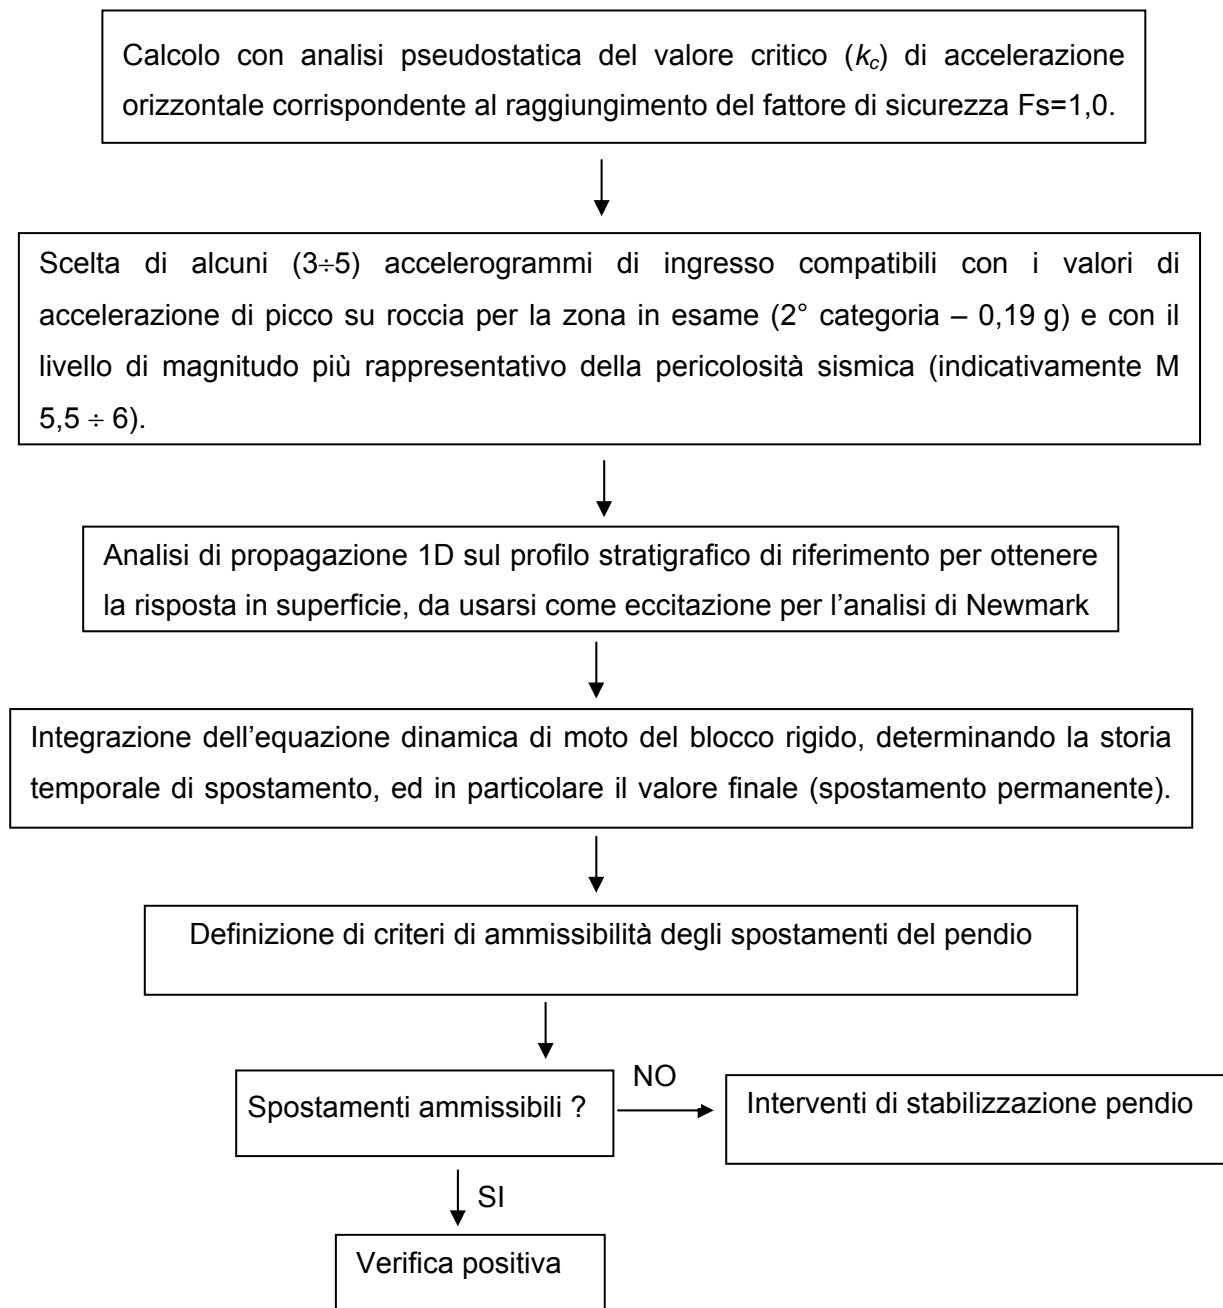 Calcolo con analisi pseudostatica del valore critico (kc) di accelerazione
orizzontale corrispondente al raggiungimento del fattore di sicurezza Fs=1,0.
Scelta di alcuni (3÷5) accelerogrammi di ingresso compatibili con i valori di
accelerazione di picco su roccia per la zona in esame (2° categoria – 0,19 g) e con il
livello di magnitudo più rappresentativo della pericolosità sismica (indicativamente M
5,5 ÷ 6).
Analisi di propagazione 1D sul profilo stratigrafico di riferimento per ottenere
la risposta in superficie, da usarsi come eccitazione per l’analisi di Newmark
Integrazione dell’equazione dinamica di moto del blocco rigido, determinando la storia
temporale di spostamento, ed in particolare il valore finale (spostamento permanente).
Definizione di criteri di ammissibilità degli spostamenti del pendio
Spostamenti ammissibili ?
NO
Interventi di stabilizzazione pendio
SI
Verifica positiva